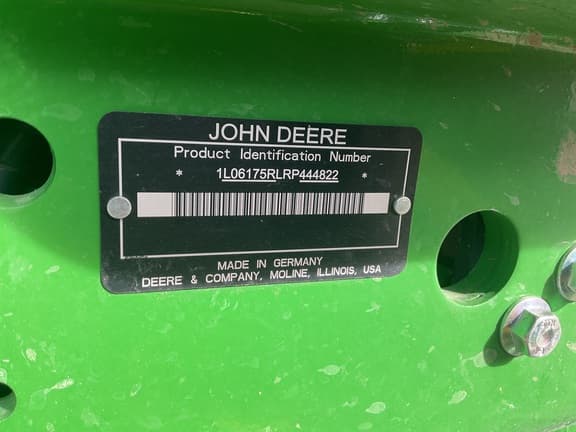 JOHN DEERE
Product Identification Number
* 1L06175RLRP444822 *
MADE IN GERMANY
DEERE & COMPANY, MOLINE, ILLINOIS, USA